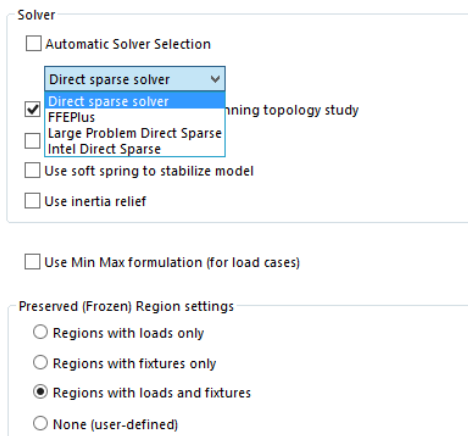 Solver
Automatic Solver Selection
Direct sparse solver
Direct sparse solver
nning topology study
FFEPlus
Large Problem Direct Sparse
Intel Direct Sparse
Use soft spring to stabilize model
Use inertia relief
Use Min Max formulation (for load cases)
Preserved (Frozen) Region settings
Regions with loads only
Regions with fixtures only
Regions with loads and fixtures
None (user-defined)